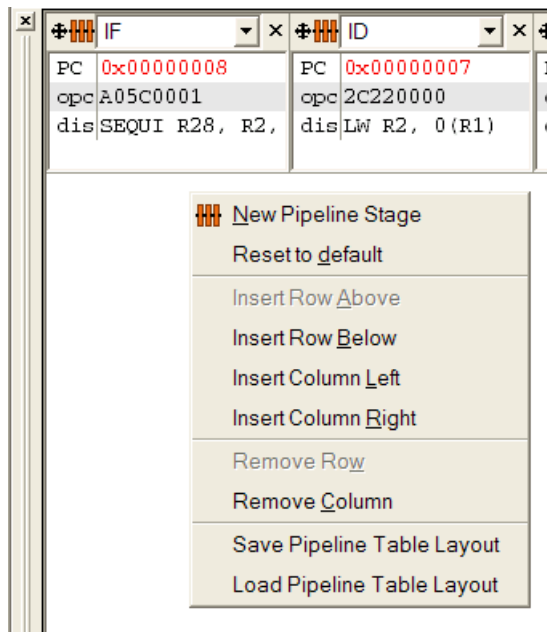 IF
ID
PC 0x00000008
PC 0x00000007
opc A05C0001
opc 2C220000
dis SEQUI R28, R2,
dis LW R2, 0(R1)
New Pipeline Stage
Reset to default
Insert Row Above
Insert Row Below
Insert Column Left
Insert Column Right
Remove Row
Remove Column
Save Pipeline Table Layout
Load Pipeline Table Layout